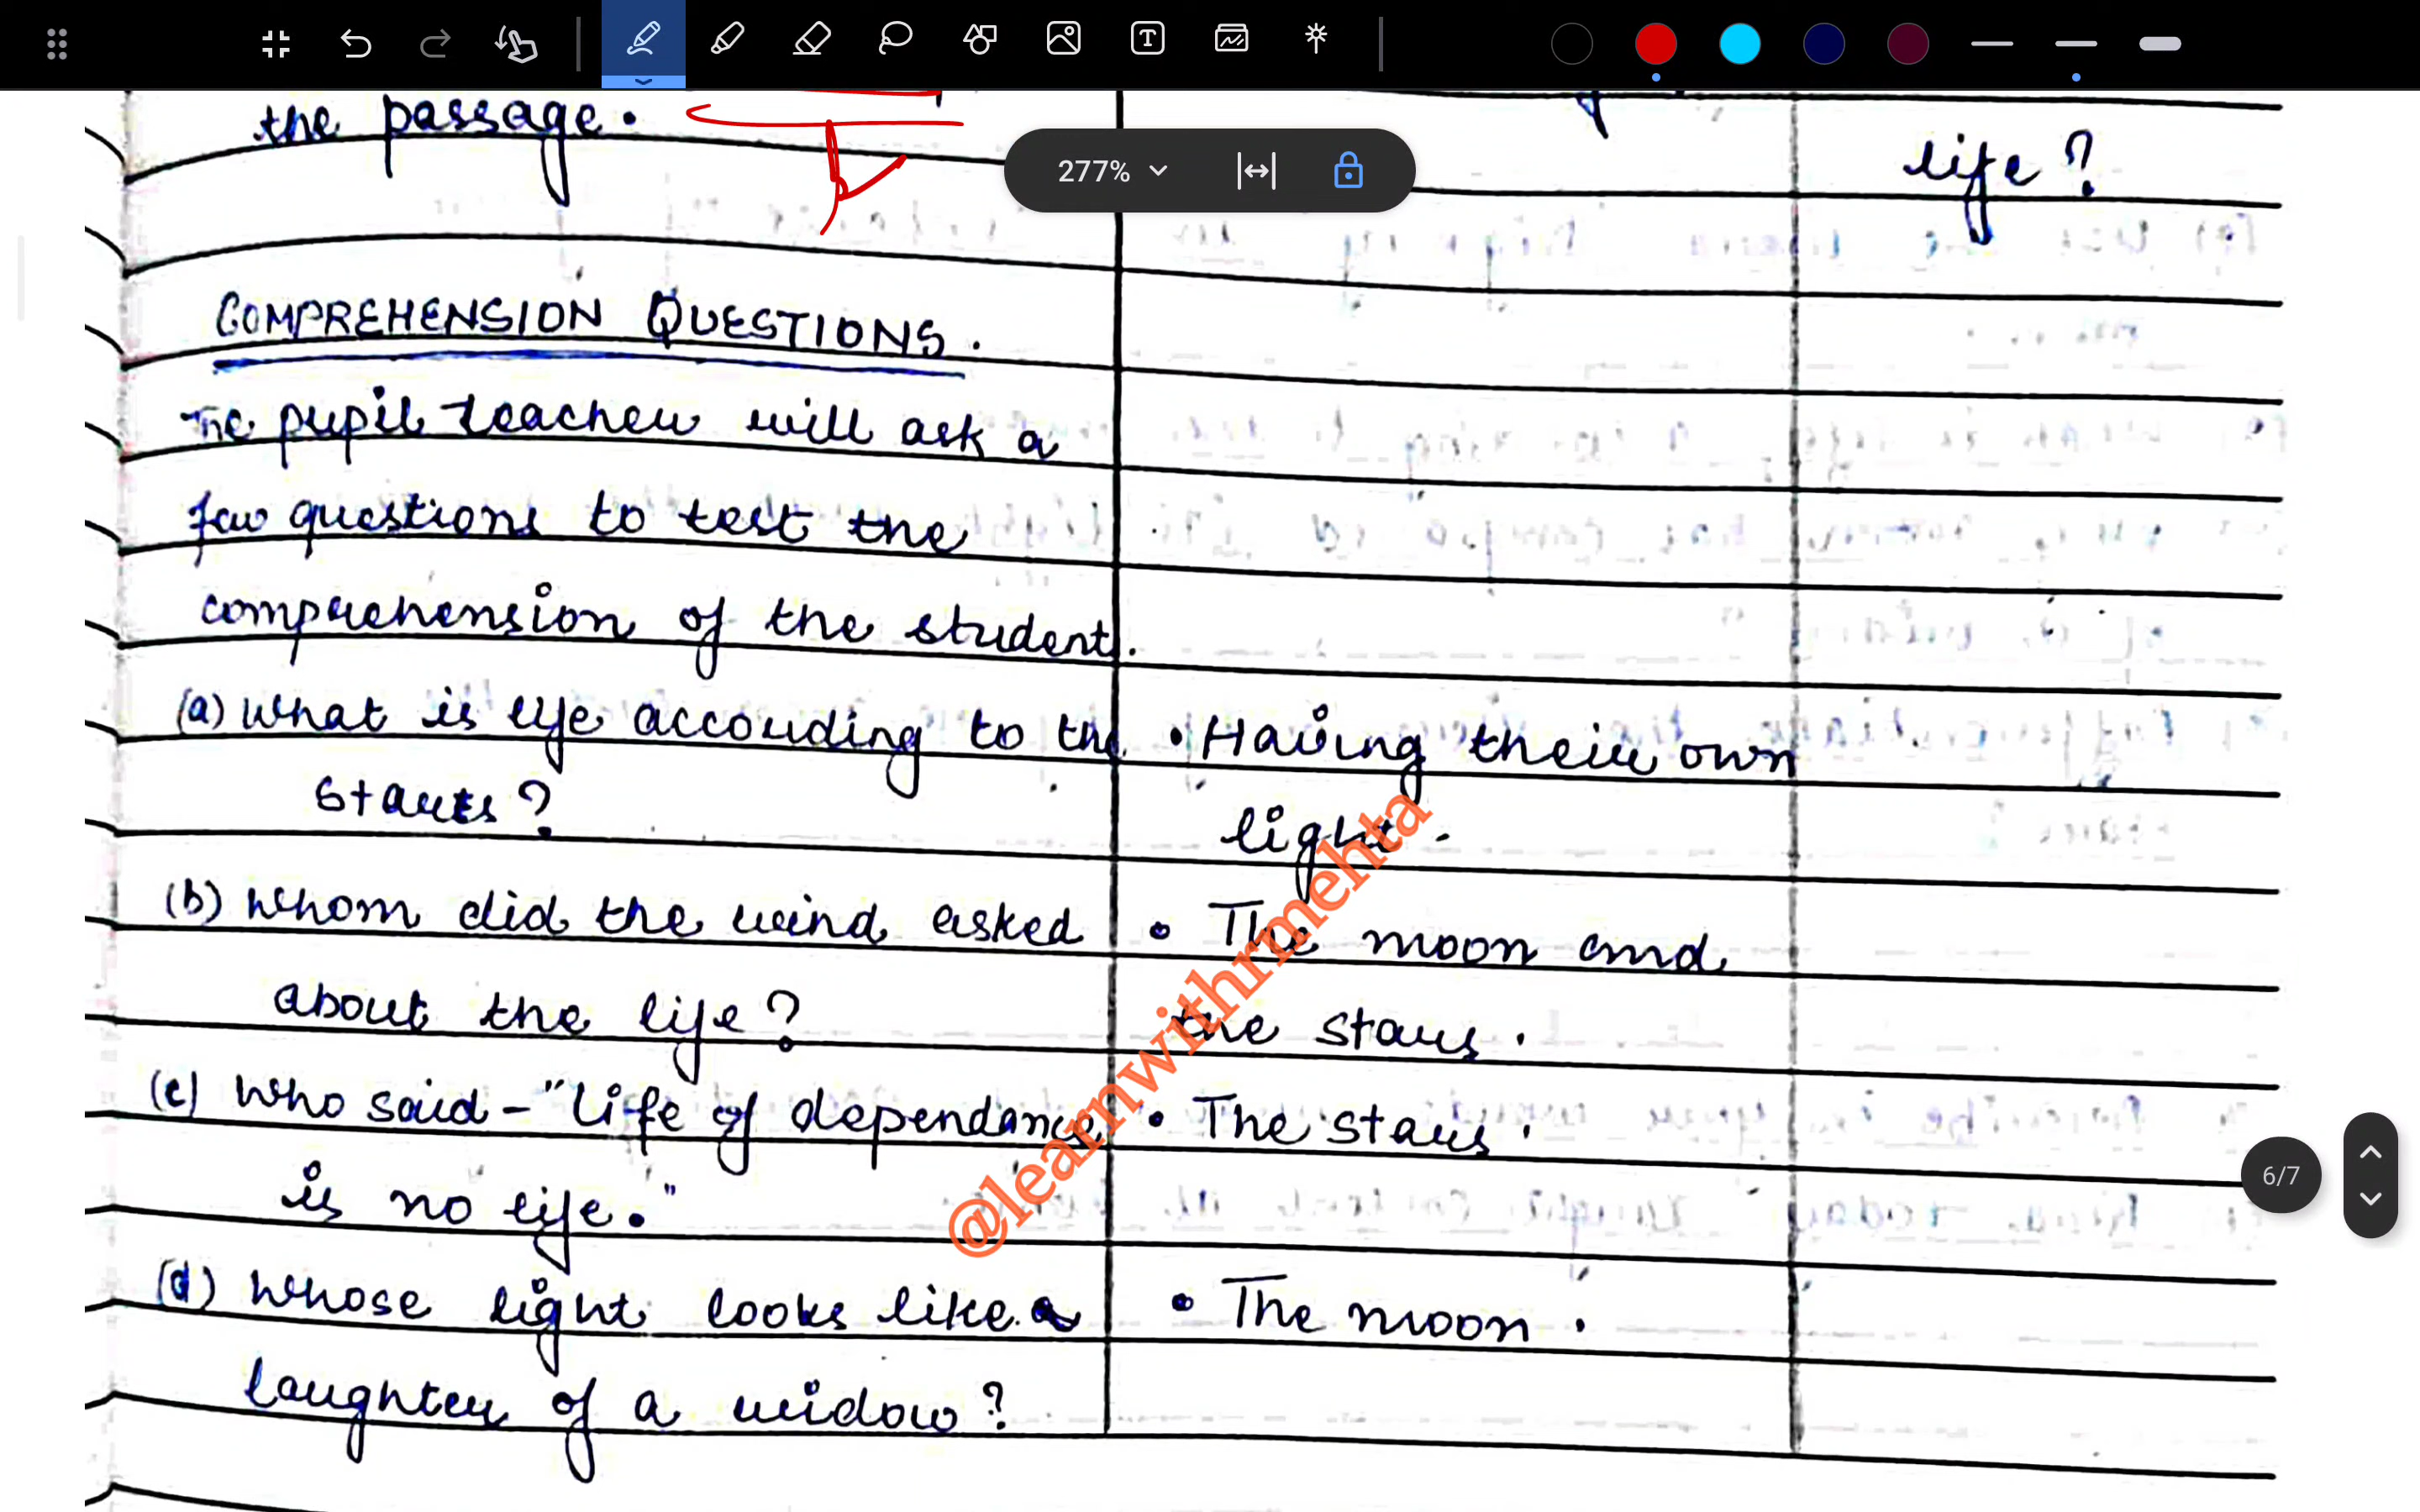 277%
the passage.
life?
COMPREHENSION QUESTIONS.
The pupil teacher will ask a
few questions to test the
comprehension of the student.
(a) What is life according to the
stars?
• Having their own
light.
(b) Whom did the wind asked
about the life?
• The moon and
the stars.
(c) Who said - "Life of dependance
is no life."
• The stars.
(d) Whose light looks like a
laughter of a widow?
• The moon.
@learnwithrmehta
6/7